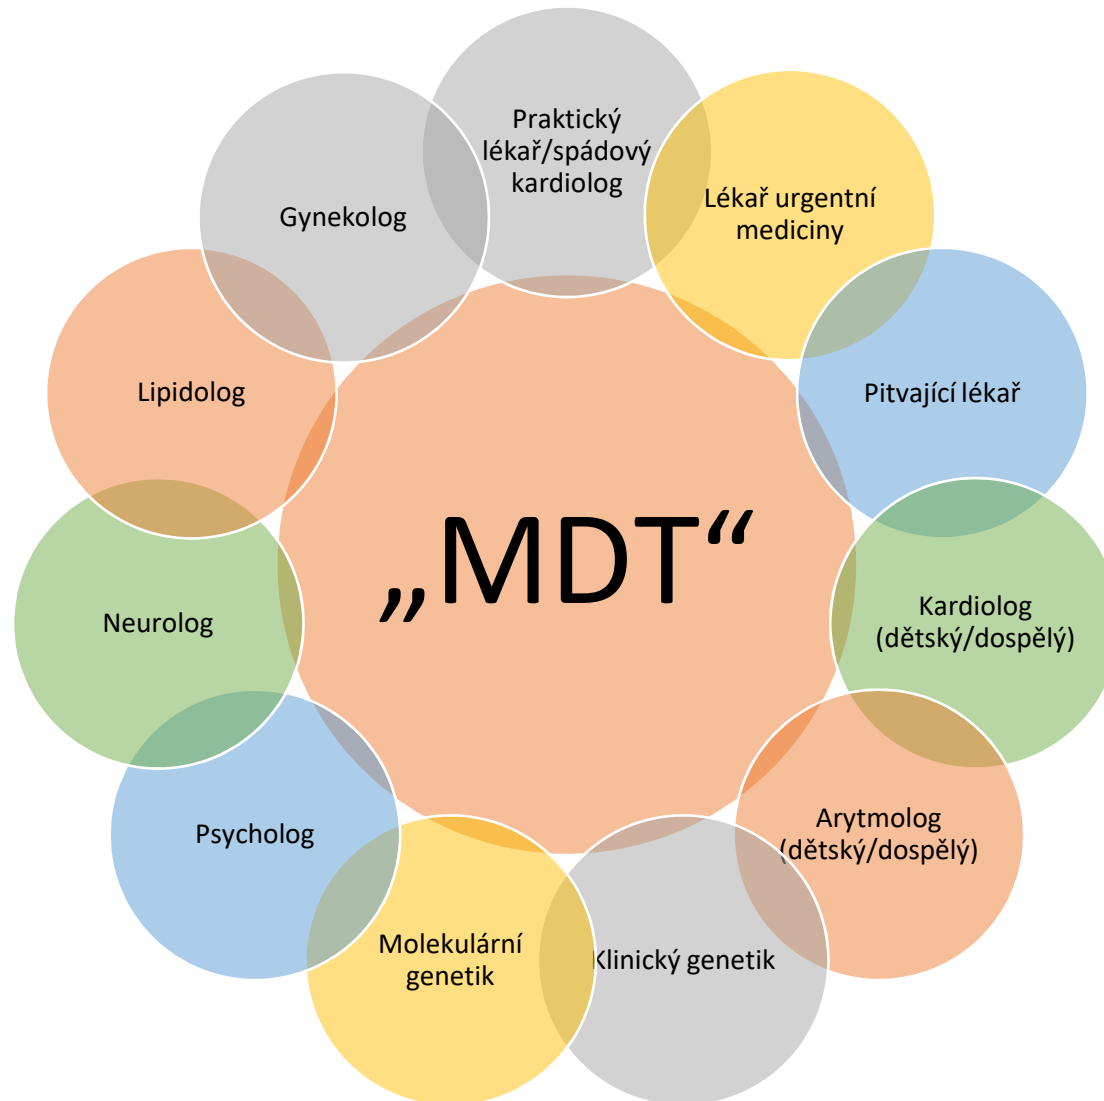 Praktický
lékař/spádový
kardiolog
Lékař urgentní
mediciny
Pitvající lékař
Kardiolog
(dětský/dospělý)
Arytmolog
(dětský/dospělý)
Klinický genetik
Molekulární
genetik
Psycholog
Neurolog
Lipidolog
Gynekolog
„MDT“